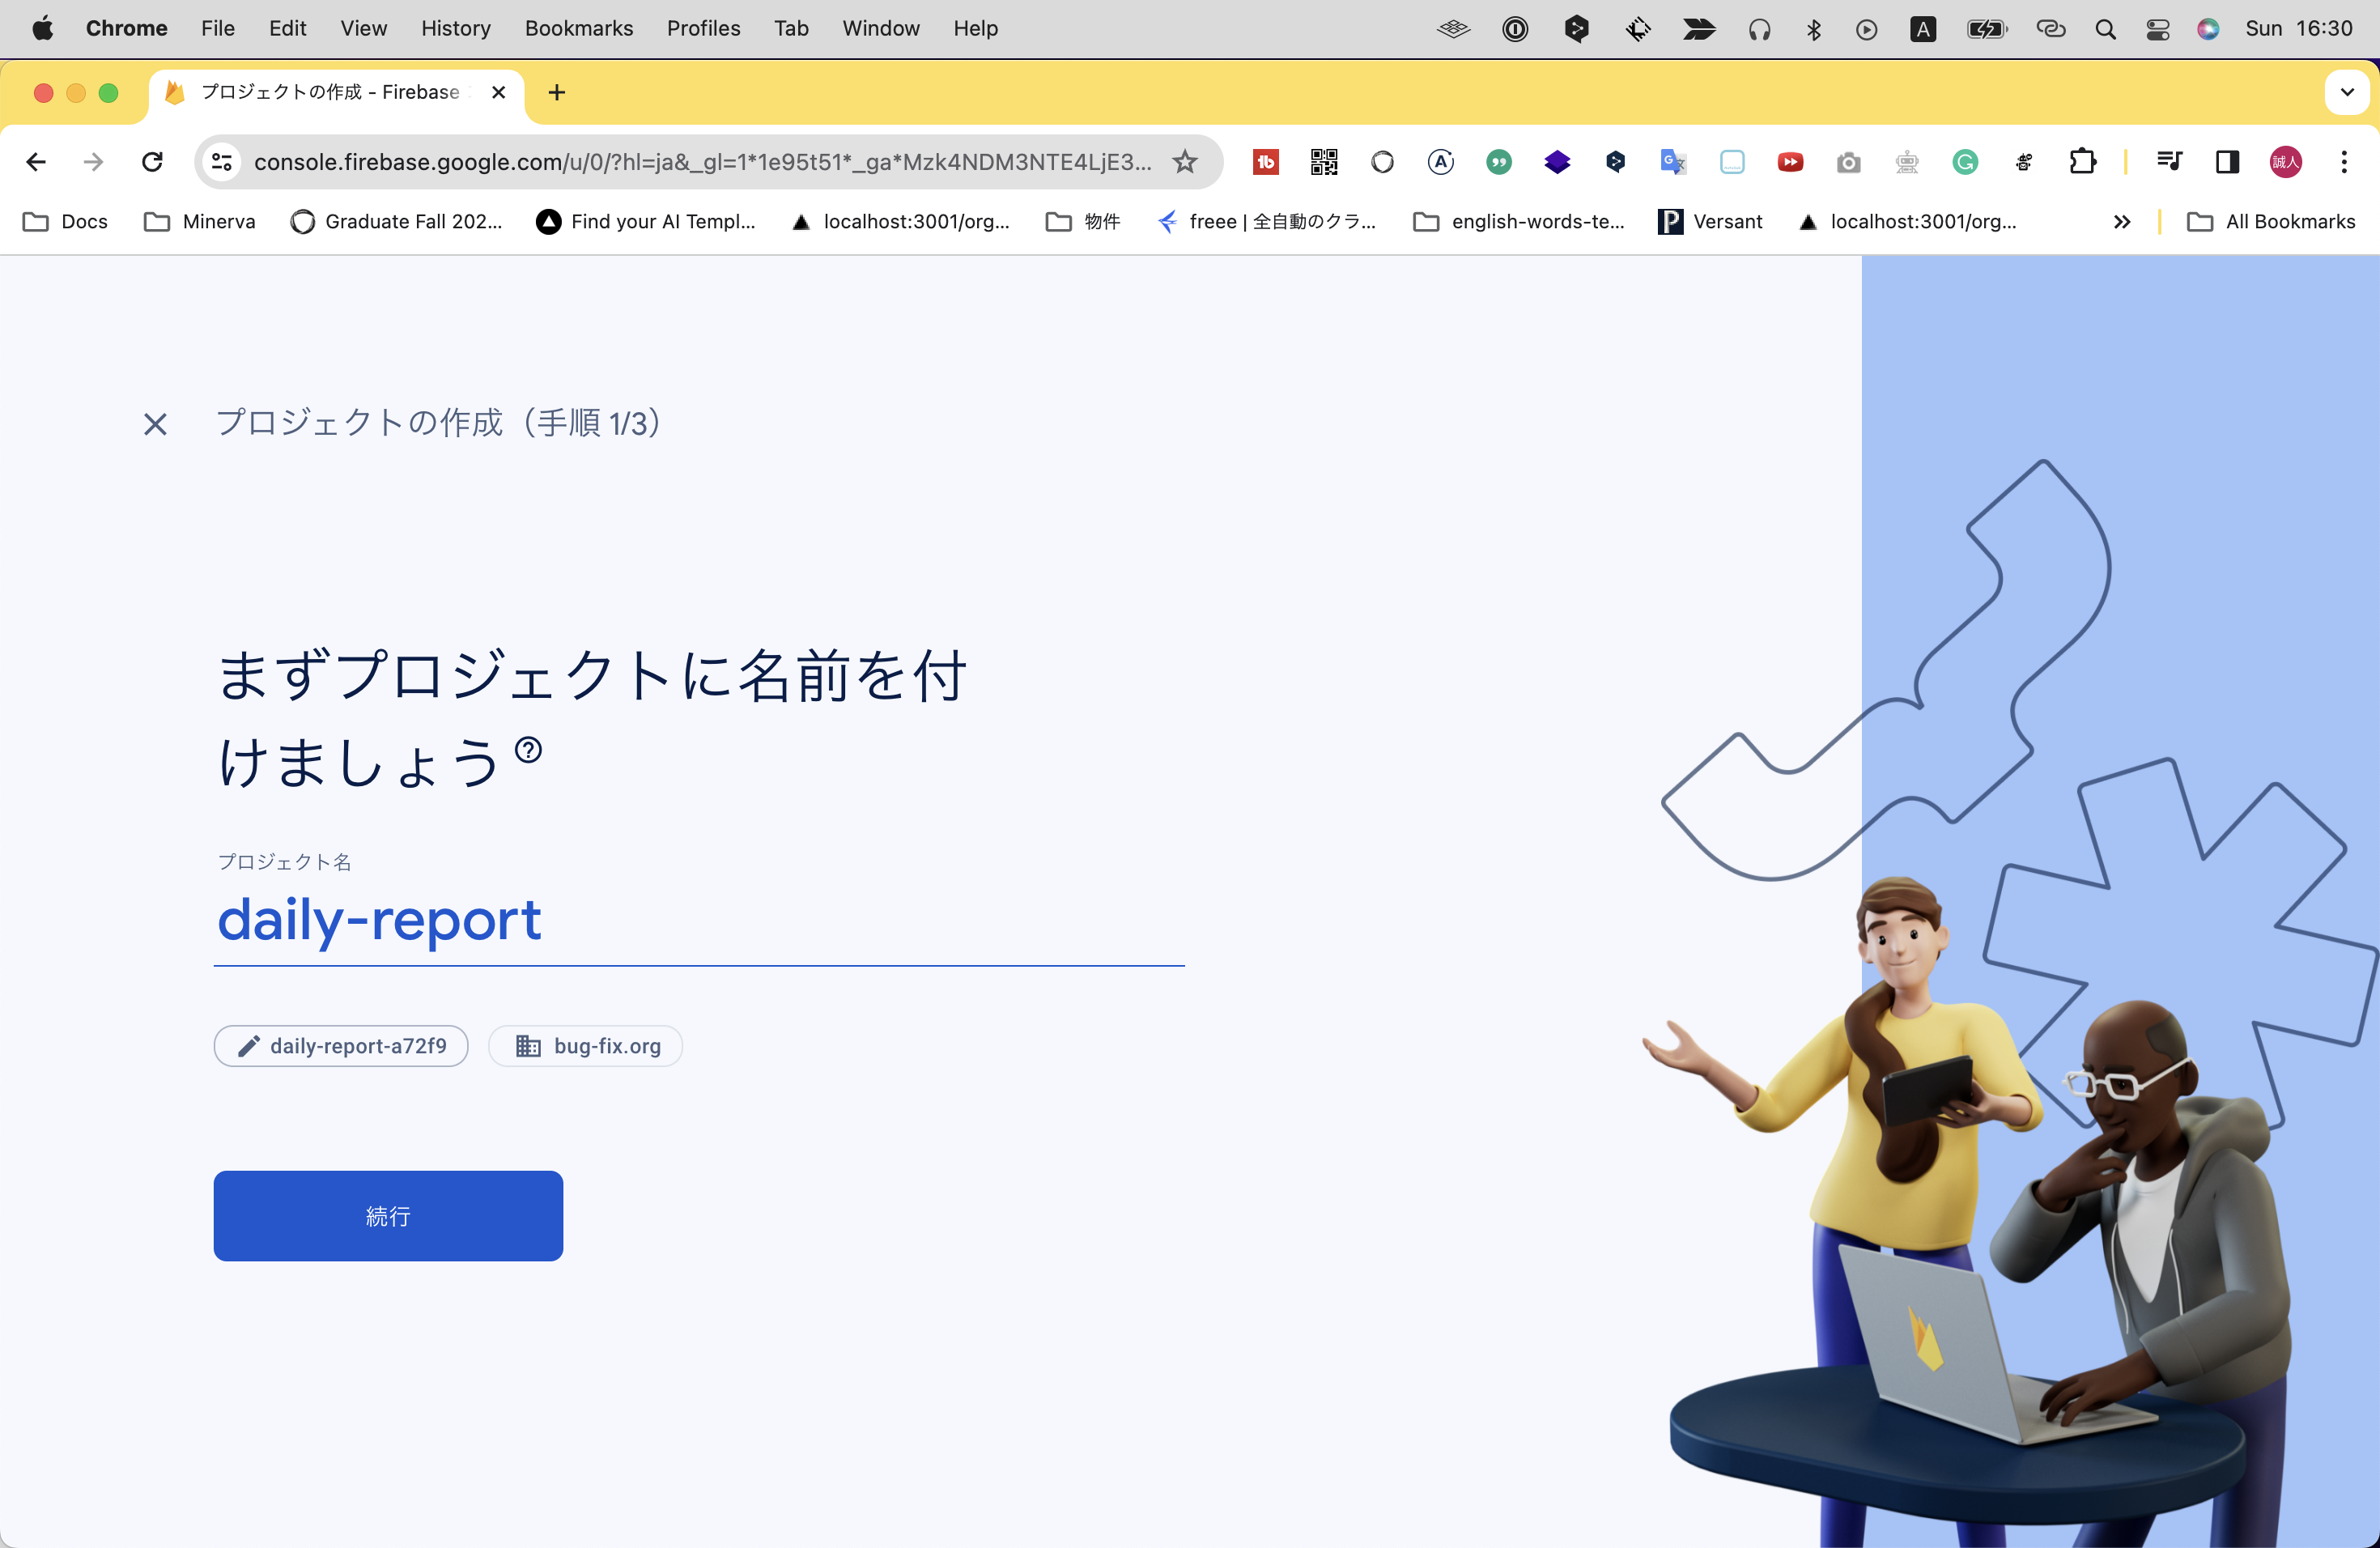 Chrome File Edit View History Bookmarks Profiles Tab Window Help A Sun 16:30
プロジェクトの作成 - Firebase
console.firebase.google.com/u/0/?hl=ja&_gl=1*1e95t51*_ga*Mzk4NDM3NTE4LjE3... 誠人
Docs Minerva Graduate Fall 202... Find your AI Templ... localhost:3001/org... 物件 freee | 全自動のクラ... english-words-te... Versant localhost:3001/org... All Bookmarks
プロジェクトの作成（手順 1/3）
まずプロジェクトに名前を付
けましょう
プロジェクト名
daily-report
daily-report-a72f9 bug-fix.org
続行